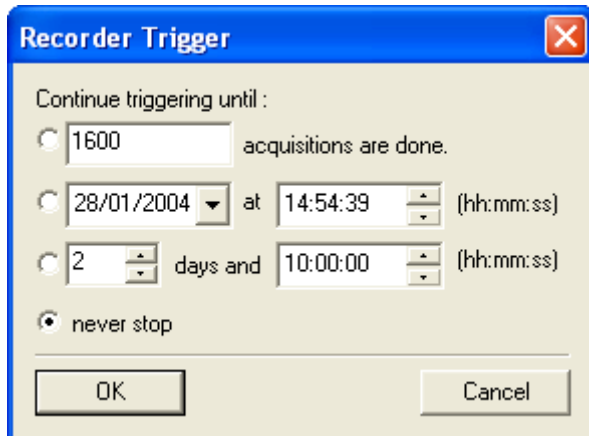 Recorder Trigger
Continue triggering until :
1600 acquisitions are done.
28/01/2004 at 14:54:39 (hh:mm:ss)
2 days and 10:00:00 (hh:mm:ss)
never stop
OK Cancel